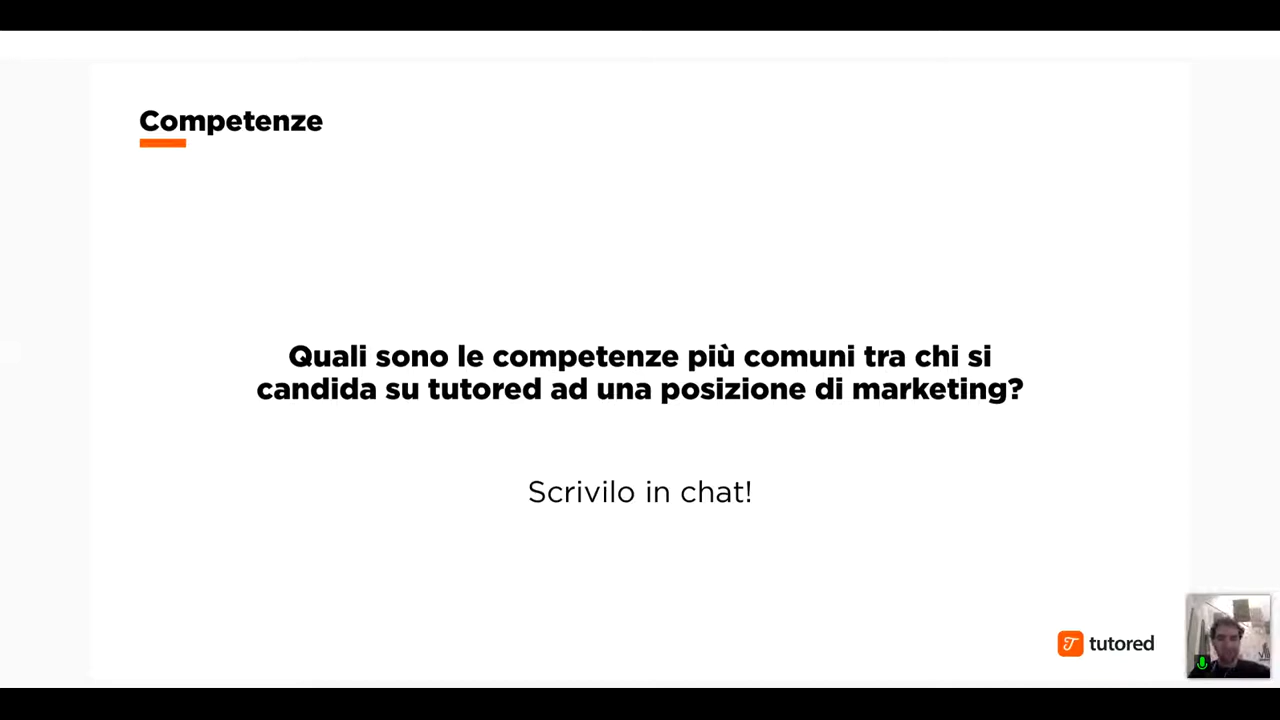 Competenze
Quali sono le competenze più comuni tra chi si
candida su tutored ad una posizione di marketing?
Scrivilo in chat!
tutored